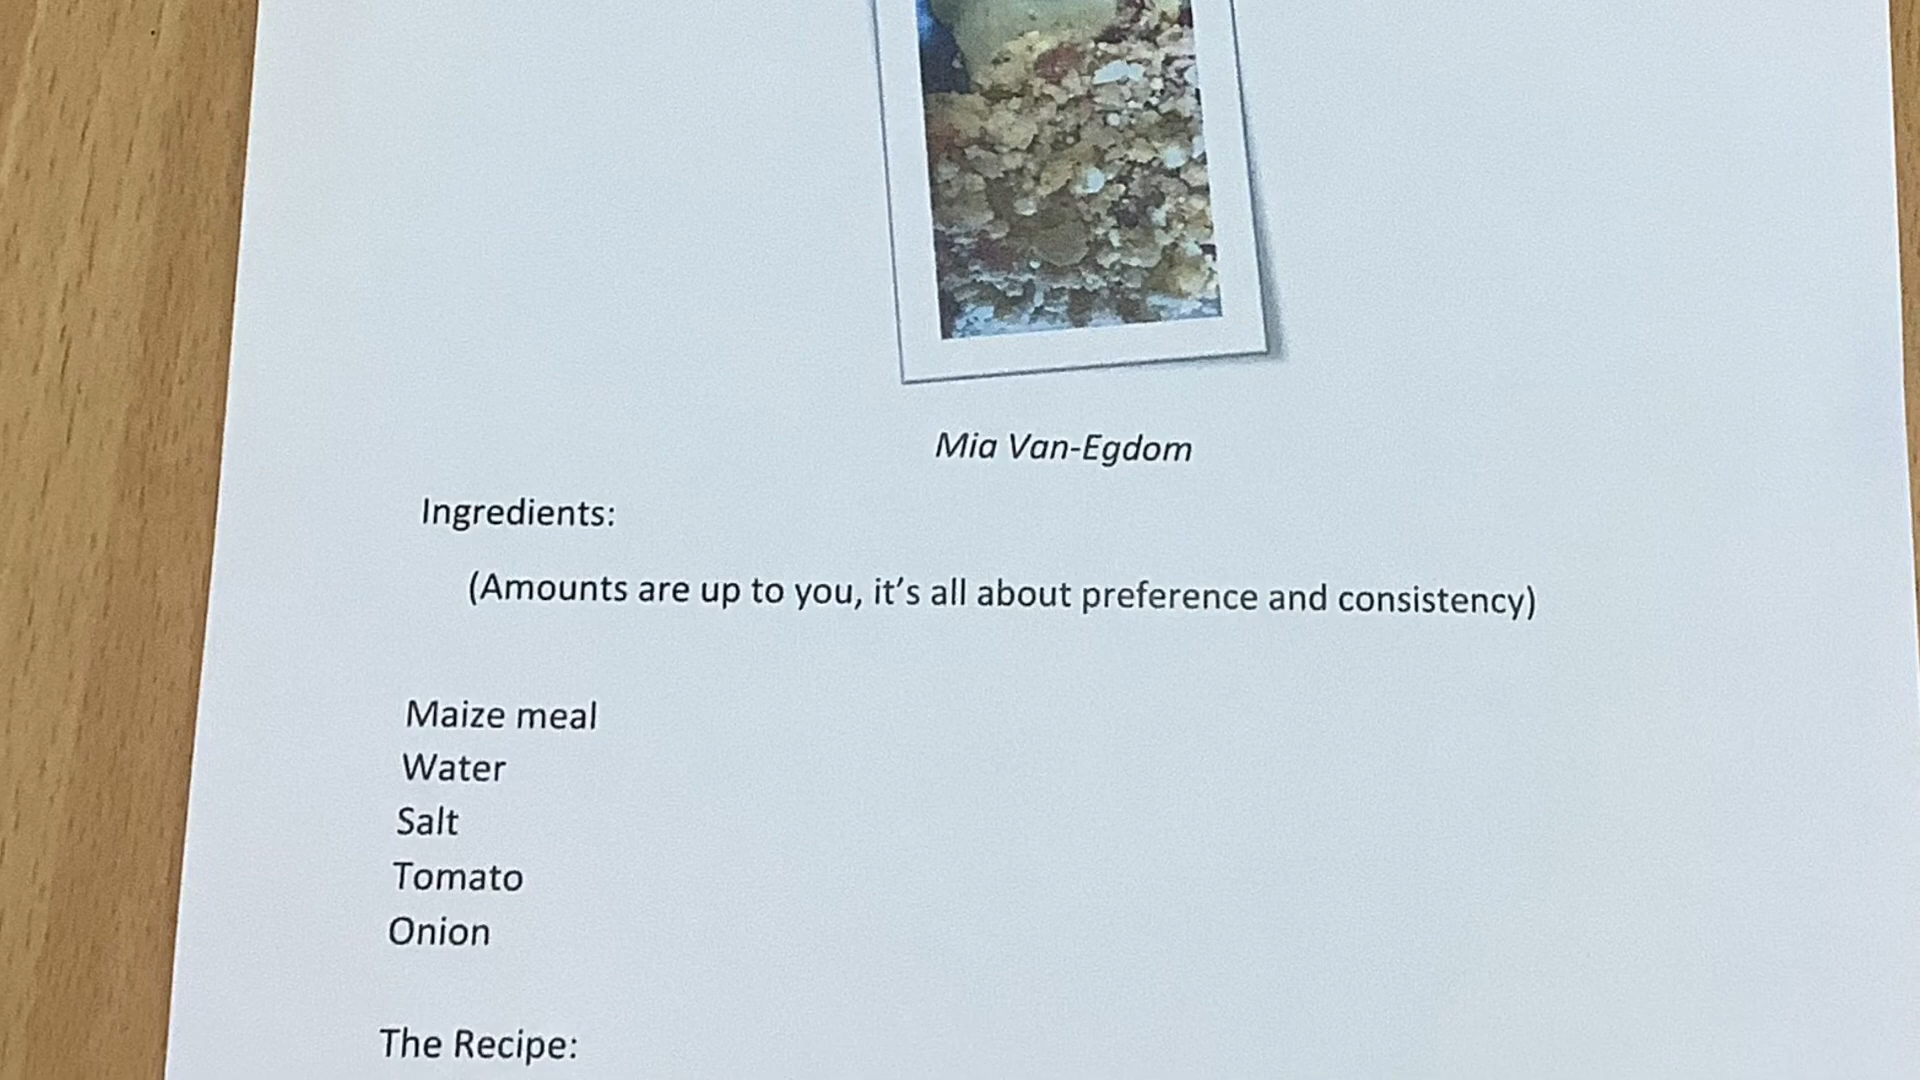 Mia Van-Egdom
Ingredients:
(Amounts are up to you, it's all about preference and consistency)
Maize meal
Water
Salt
Tomato
Onion
The Recipe: